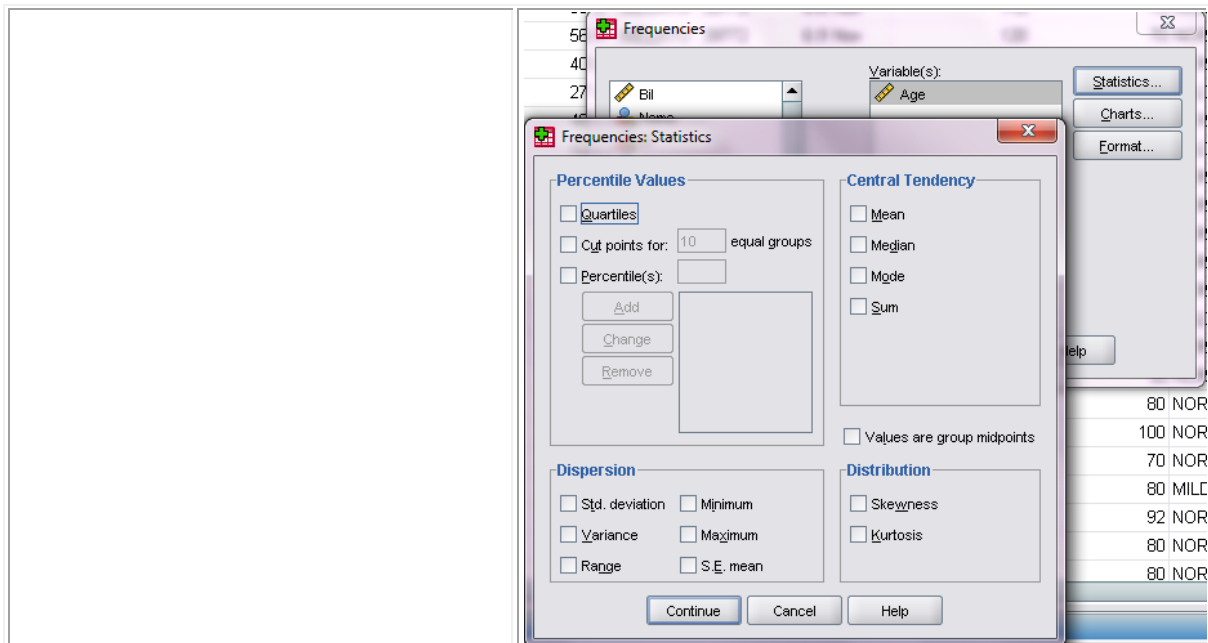 Frequencies
56
40
27
Variable(s):
Bil
Age
Statistics...
Charts...
Format...
Frequencies: Statistics
Percentile Values
Quartiles
Cut points for: 10 equal groups
Percentile(s):
Add
Change
Remove
Central Tendency
Mean
Median
Mode
Sum
Values are group midpoints
Dispersion
Std. deviation
Minimum
Variance
Maximum
Range
S.E. mean
Distribution
Skewness
Kurtosis
Continue
Cancel
Help
80 NOR
100 NOR
70 NOR
80 MILD
92 NOR
80 NOR
80 NOR